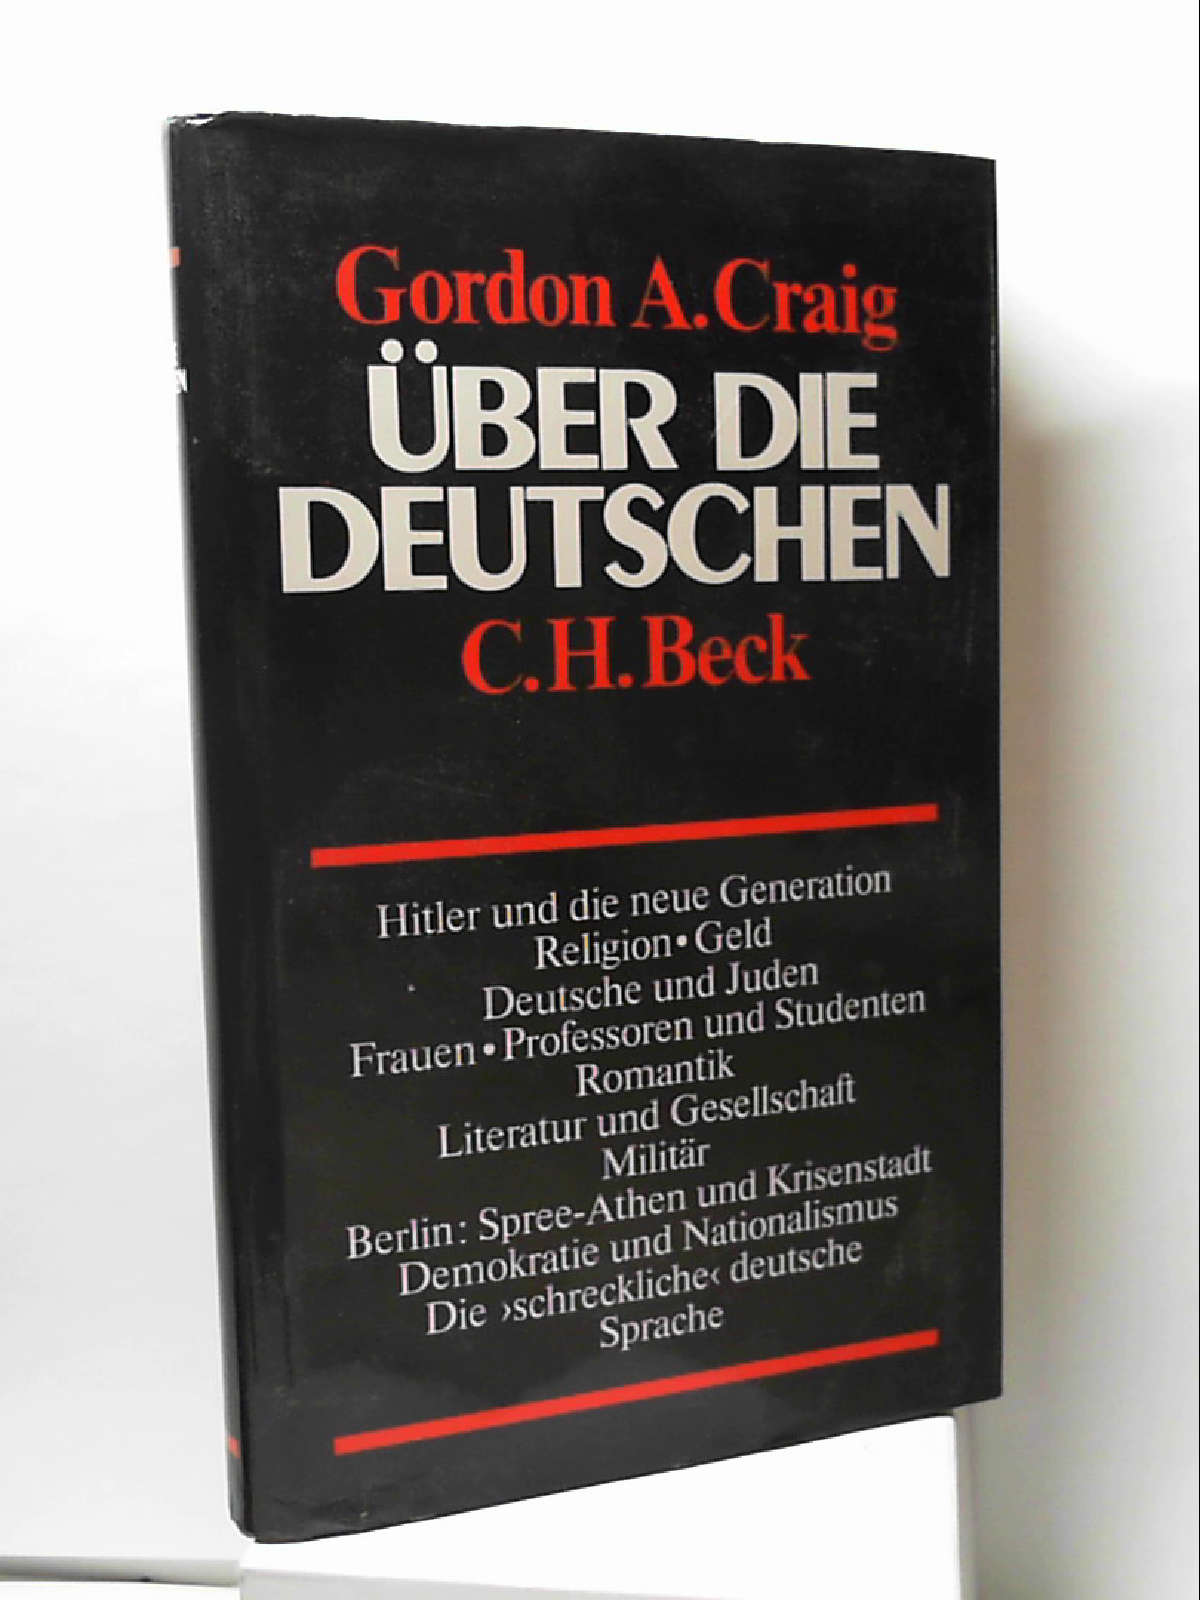 Gordon A. Craig
ÜBER DIE
DEUTSCHEN
C.H. Beck
Hitler und die neue Generation
Religion • Geld
Deutsche und Juden
Frauen • Professoren und Studenten
Romantik
Literatur und Gesellschaft
Militär
Berlin: Spree-Athen und Krisenstadt
Demokratie und Nationalismus
Die ›schreckliche‹ deutsche
Sprache